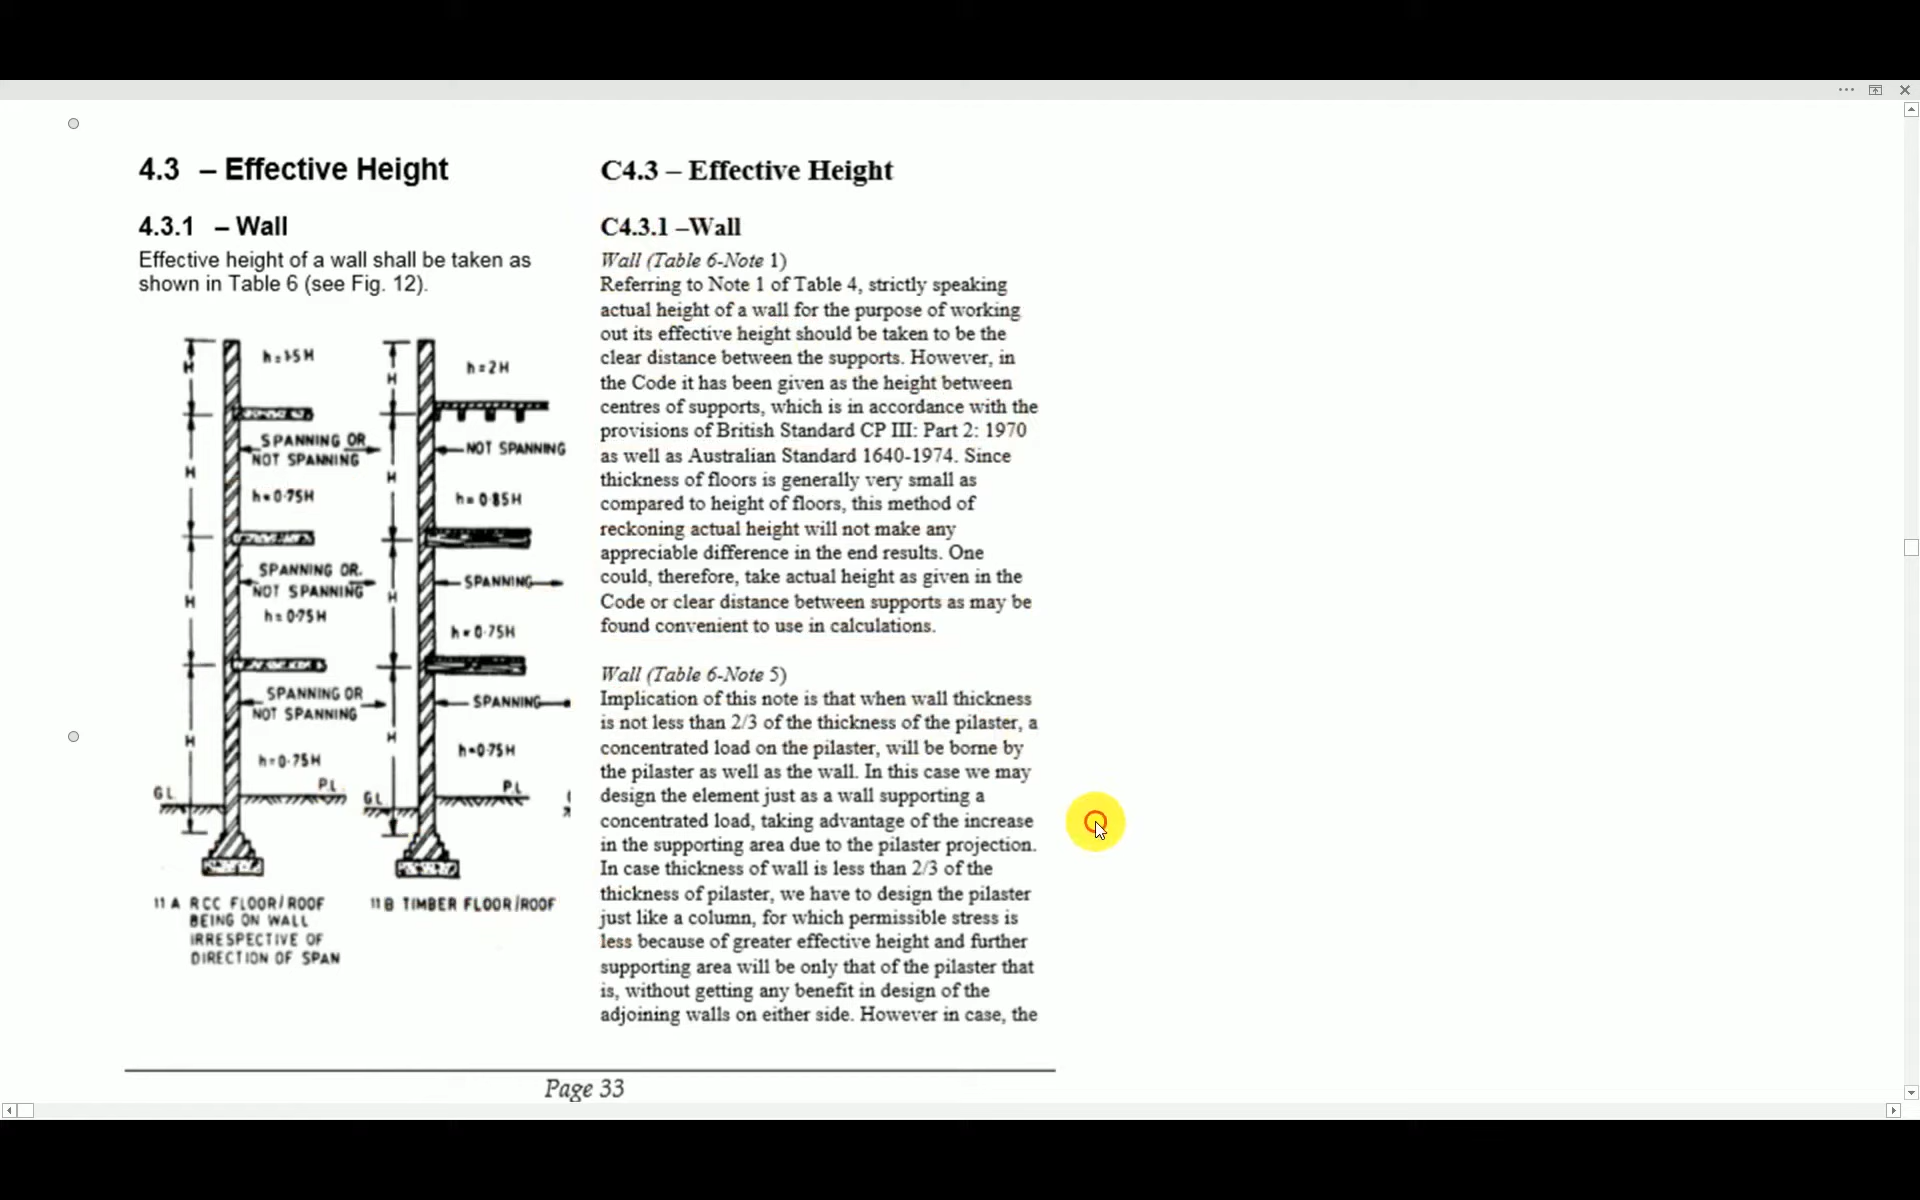 4.3 – Effective Height
4.3.1 – Wall
Effective height of a wall shall be taken as
shown in Table 6 (see Fig. 12).
h = 1·5 H
H
SPANNING OR
NOT SPANNING
H
h = 0·75H
SPANNING OR.
NOT SPANNING
H
h = 0·75H
SPANNING OR
NOT SPANNING
H
h = 0·75H
G L
P.L.
11 A RCC FLOOR/ROOF
BEING ON WALL
IRRESPECTIVE OF
DIRECTION OF SPAN
h = 2H
H
NOT SPANNING
H
h = 0·85H
SPANNING
H
h = 0·75H
SPANNING
H
h=0·75H
GL
P.L.
11 B TIMBER FLOOR/ROOF
C4.3 – Effective Height
C4.3.1 –Wall
Wall (Table 6-Note 1)
Referring to Note 1 of Table 4, strictly speaking
actual height of a wall for the purpose of working
out its effective height should be taken to be the
clear distance between the supports. However, in
the Code it has been given as the height between
centres of supports, which is in accordance with the
provisions of British Standard CP III: Part 2: 1970
as well as Australian Standard 1640-1974. Since
thickness of floors is generally very small as
compared to height of floors, this method of
reckoning actual height will not make any
appreciable difference in the end results. One
could, therefore, take actual height as given in the
Code or clear distance between supports as may be
found convenient to use in calculations.
Wall (Table 6-Note 5)
Implication of this note is that when wall thickness
is not less than 2/3 of the thickness of the pilaster, a
concentrated load on the pilaster, will be borne by
the pilaster as well as the wall. In this case we may
design the element just as a wall supporting a
concentrated load, taking advantage of the increase
in the supporting area due to the pilaster projection.
In case thickness of wall is less than 2/3 of the
thickness of pilaster, we have to design the pilaster
just like a column, for which permissible stress is
less because of greater effective height and further
supporting area will be only that of the pilaster that
is, without getting any benefit in design of the
adjoining walls on either side. However in case, the
Page 33